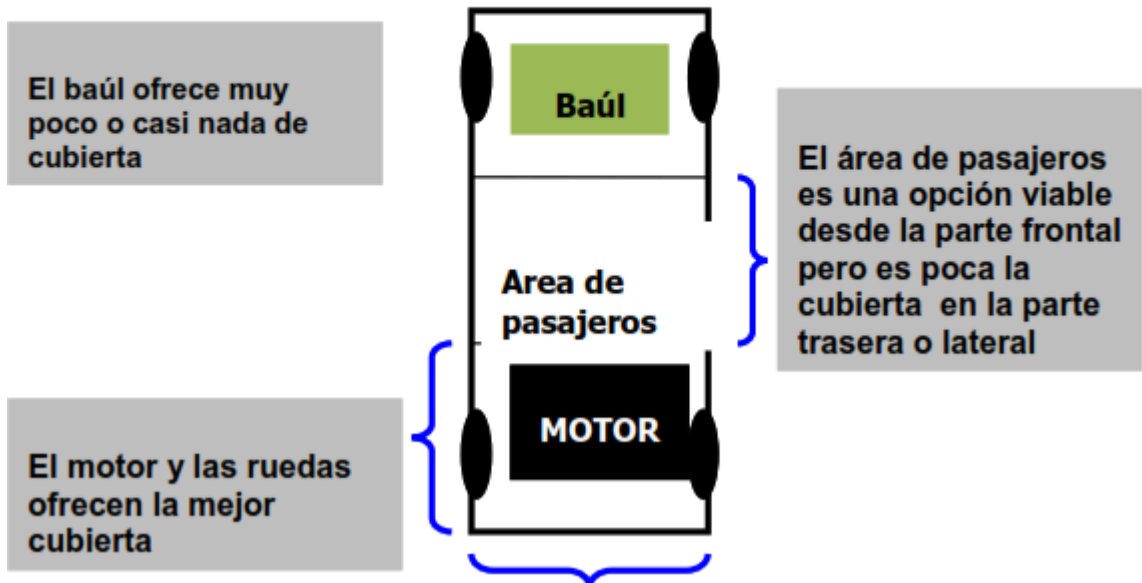 El baúl ofrece muy
poco o casi nada de
cubierta
Baúl
El área de pasajeros
es una opción viable
desde la parte frontal
pero es poca la
cubierta en la parte
trasera o lateral
Area de
pasajeros
MOTOR
El motor y las ruedas
ofrecen la mejor
cubierta